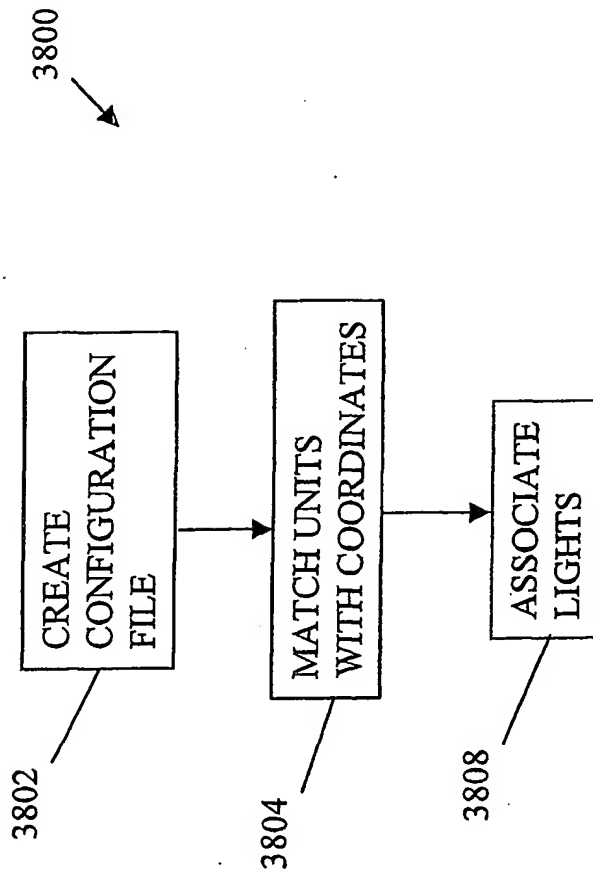 3800
3802
CREATE
CONFIGURATION
FILE
3804
MATCH UNITS
WITH COORDINATES
3808
ASSOCIATE
LIGHTS